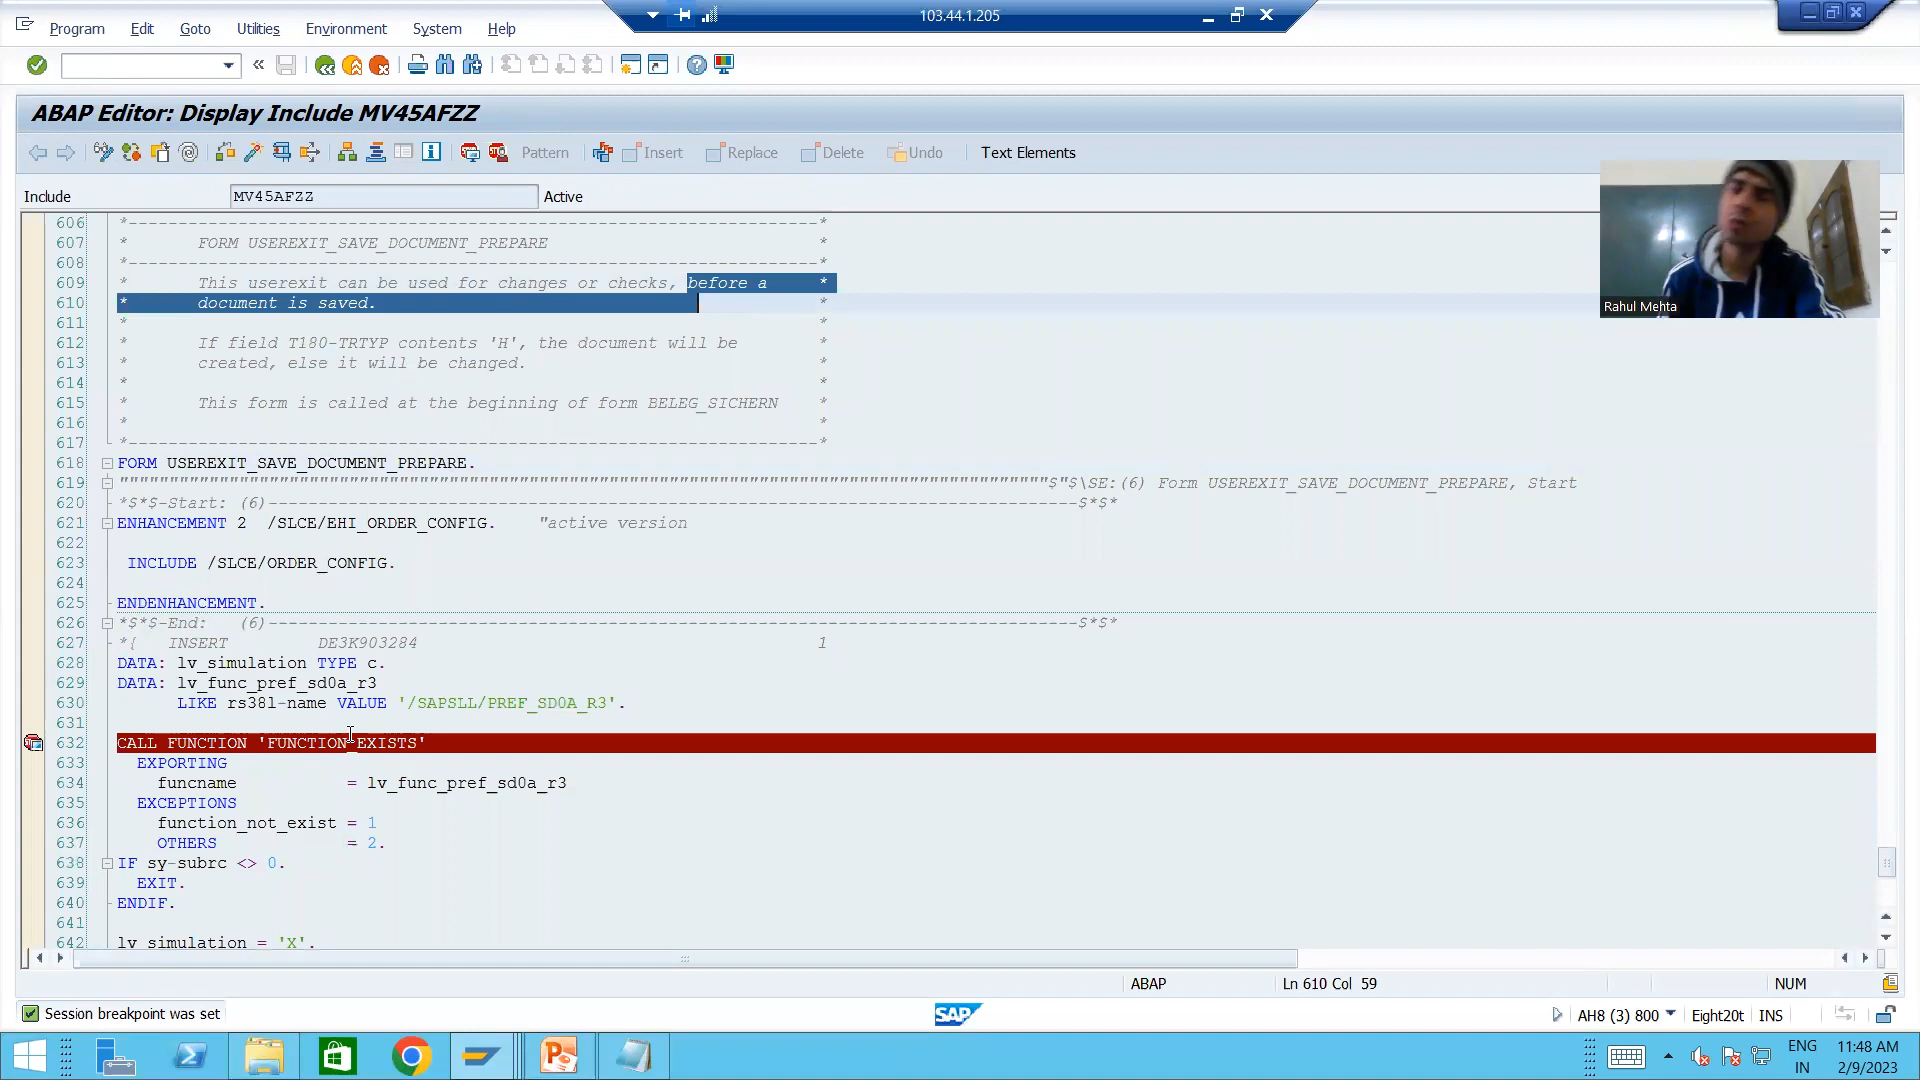 103.44.1.205
Program Edit Goto Utilities Environment System Help
«
ABAP Editor: Display Include MV45AFZZ
Pattern Insert Replace Delete Undo Text Elements
Include MV45AFZZ Active
Rahul Mehta
606 *----------------------------------------------------------------------*
607 * FORM USEREXIT_SAVE_DOCUMENT_PREPARE *
608 *----------------------------------------------------------------------*
609 * This userexit can be used for changes or checks, before a *
610 * document is saved. *
611 * *
612 * If field T180-TRTYP contents 'H', the document will be *
613 * created, else it will be changed. *
614 * *
615 * This form is called at the beginning of form BELEG_SICHERN *
616 * *
617 *----------------------------------------------------------------------*
618 FORM USEREXIT_SAVE_DOCUMENT_PREPARE.
619 """"""""""""""""""""""""""""""""""""""""""""""""""""""""""""""""""""""""""""""""""""""""""""$"$\SE:(6) Form USEREXIT_SAVE_DOCUMENT_PREPARE, Start
620 *$*$-Start: (6)---------------------------------------------------------------------------------$*$*
621 ENHANCEMENT 2 /SLCE/EHI_ORDER_CONFIG. "active version
622
623 INCLUDE /SLCE/ORDER_CONFIG.
624
625 ENDENHANCEMENT.
626 *$*$-End: (6)---------------------------------------------------------------------------------$*$*
627 *{ INSERT DE3K903284 1
628 DATA: lv_simulation TYPE c.
629 DATA: lv_func_pref_sd0a_r3
630 LIKE rs38l-name VALUE '/SAPSLL/PREF_SD0A_R3'.
631
632 CALL FUNCTION 'FUNCTION_EXISTS'
633 EXPORTING
634 funcname = lv_func_pref_sd0a_r3
635 EXCEPTIONS
636 function_not_exist = 1
637 OTHERS = 2.
638 IF sy-subrc <> 0.
639 EXIT.
640 ENDIF.
641
642 lv_simulation = 'X'.
ABAP Ln 610 Col 59 NUM
Session breakpoint was set SAP AH8 (3) 800 Eight20t INS
ENG 11:48 AM
IN 2/9/2023